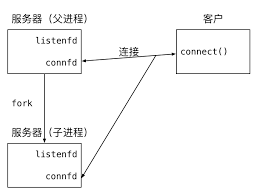 服务器（父进程）
客户
listenfd
connfd
连接
connect()
fork
服务器（子进程）
listenfd
connfd